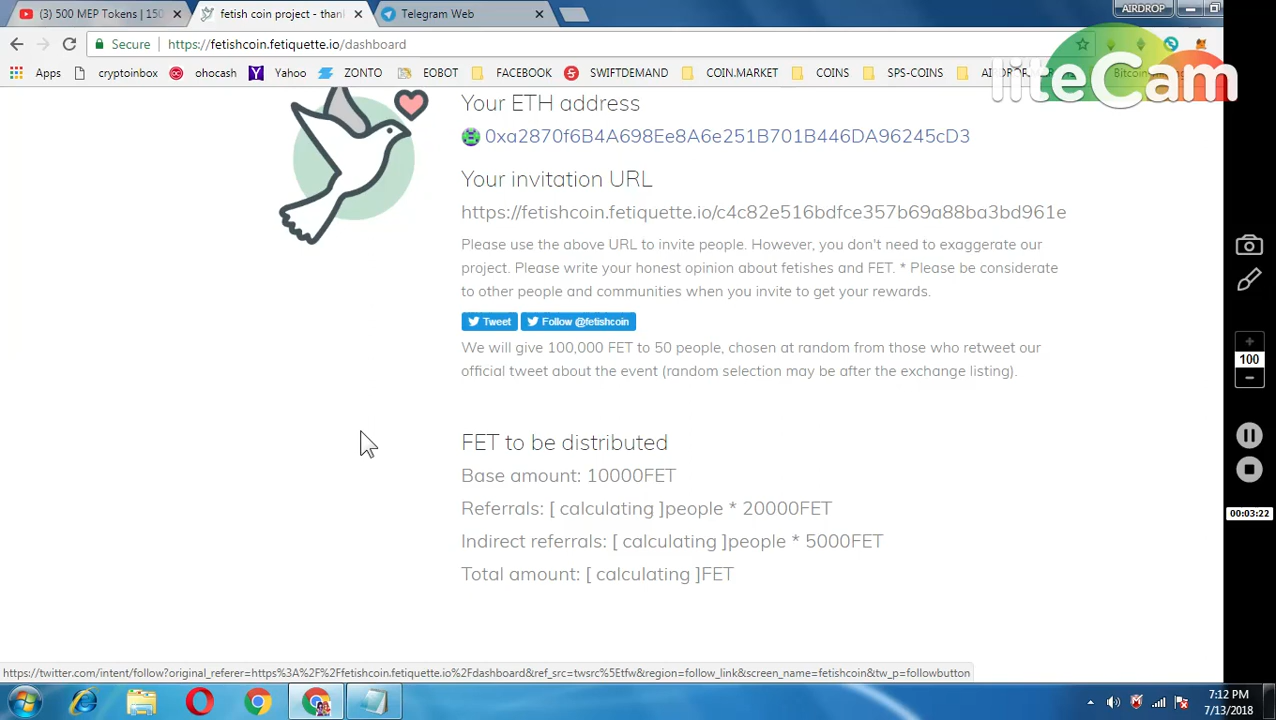 (3) 500 MEP Tokens | 150
fetish coin project - thank
Telegram Web
AIRDROP
Secure
https://fetishcoin.fetiquette.io/dashboard
Apps
cryptoinbox
ohocash
Yahoo
ZONTO
EOBOT
FACEBOOK
SWIFTDEMAND
COIN.MARKET
COINS
SPS-COINS
liteCam
Your ETH address
0xa2870f6B4A698Ee8A6e251B701B446DA96245cD3
Your invitation URL
https://fetishcoin.fetiquette.io/c4c82e516bdfce357b69a88ba3bd961e
Please use the above URL to invite people. However, you don't need to exaggerate our
project. Please write your honest opinion about fetishes and FET. * Please be considerate
to other people and communities when you invite to get your rewards.
Tweet
Follow @fetishcoin
We will give 100,000 FET to 50 people, chosen at random from those who retweet our
official tweet about the event (random selection may be after the exchange listing).
100
FET to be distributed
Base amount: 10000FET
Referrals: [ calculating ]people * 20000FET
00:03:22
Indirect referrals: [ calculating ]people * 5000FET
Total amount: [ calculating ]FET
https://twitter.com/intent/follow?original_referer=https%3A%2F%2Ffetishcoin.fetiquette.io%2Fdashboard&ref_src=twsrc%5Etfw&region=follow_link&screen_name=fetishcoin&tw_p=followbutton
7:12 PM
7/13/2018